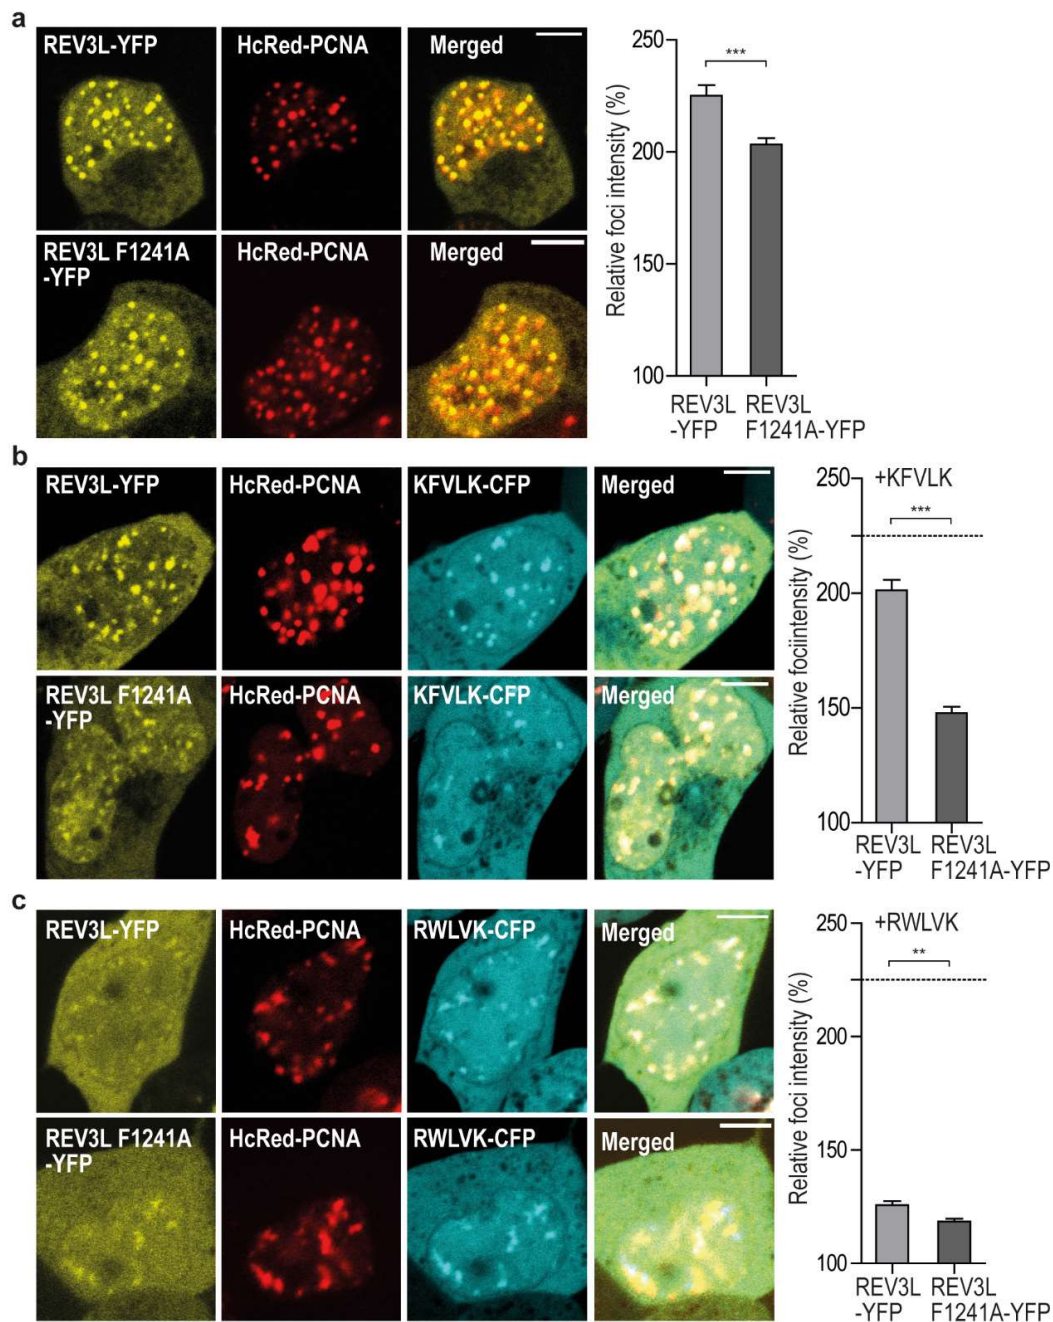 a
REV3L-YFP
HcRed-PCNA
Merged
REV3L F1241A
-YFP
HcRed-PCNA
Merged
Relative foci intensity (%)
250
200
150
100
***
REV3L
-YFP
REV3L
F1241A-YFP
b
REV3L-YFP
HcRed-PCNA
KFVLK-CFP
Merged
REV3L F1241A
-YFP
HcRed-PCNA
KFVLK-CFP
Merged
Relative fociintensity (%)
250
200
150
100
+KFVLK
***
REV3L
-YFP
REV3L
F1241A-YFP
c
REV3L-YFP
HcRed-PCNA
RWLVK-CFP
Merged
REV3L F1241A
-YFP
HcRed-PCNA
RWLVK-CFP
Merged
Relative foci intensity (%)
250
200
150
100
+RWLVK
**
REV3L
-YFP
REV3L
F1241A-YFP